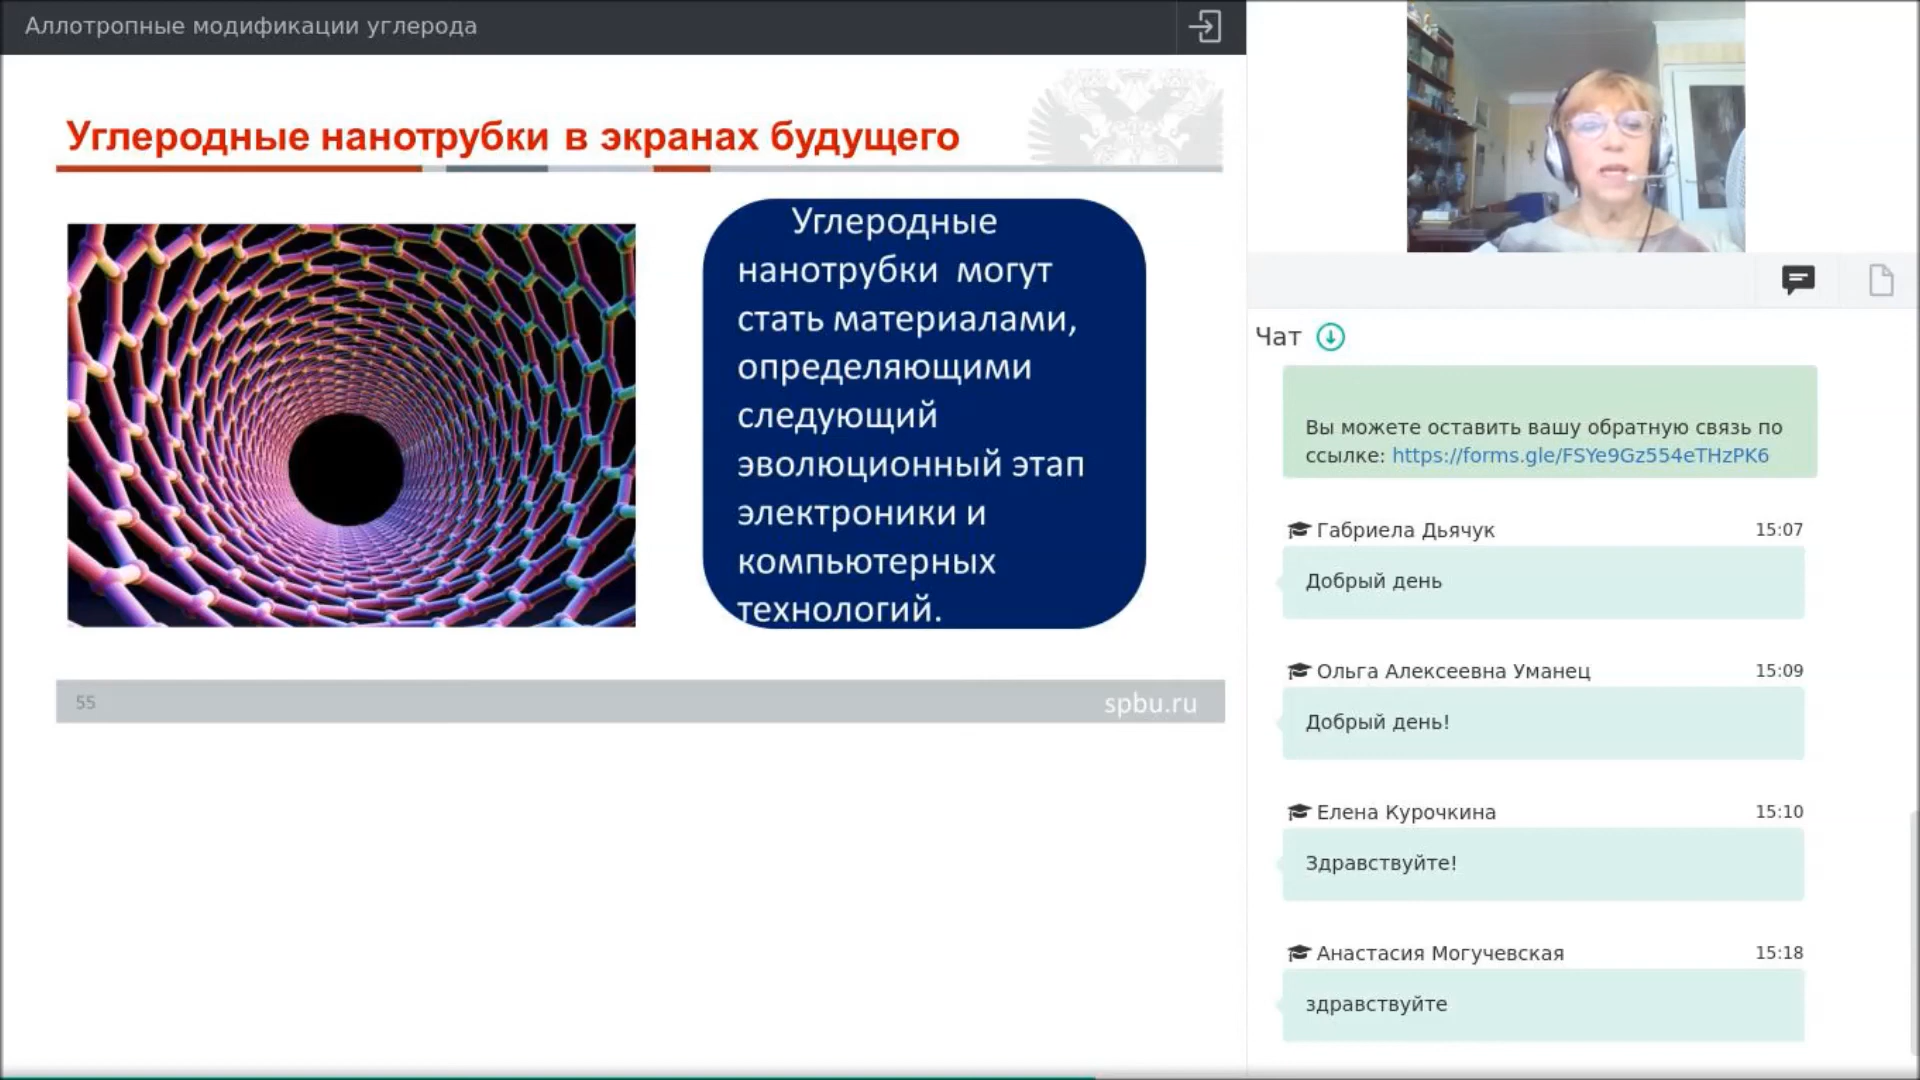 Аллотропные модификации углерода
Углеродные нанотрубки в экранах будущего
Углеродные
нанотрубки могут
стать материалами,
определяющими
следующий
эволюционный этап
электроники и
компьютерных
технологий.
55
spbu.ru
Чат
Вы можете оставить вашу обратную связь по
ссылке: https://forms.gle/FSYe9Gz554eTHzPK6
Габриела Дьячук 15:07
Добрый день
Ольга Алексеевна Уманец 15:09
Добрый день!
Елена Курочкина 15:10
Здравствуйте!
Анастасия Могучевская 15:18
здравствуйте